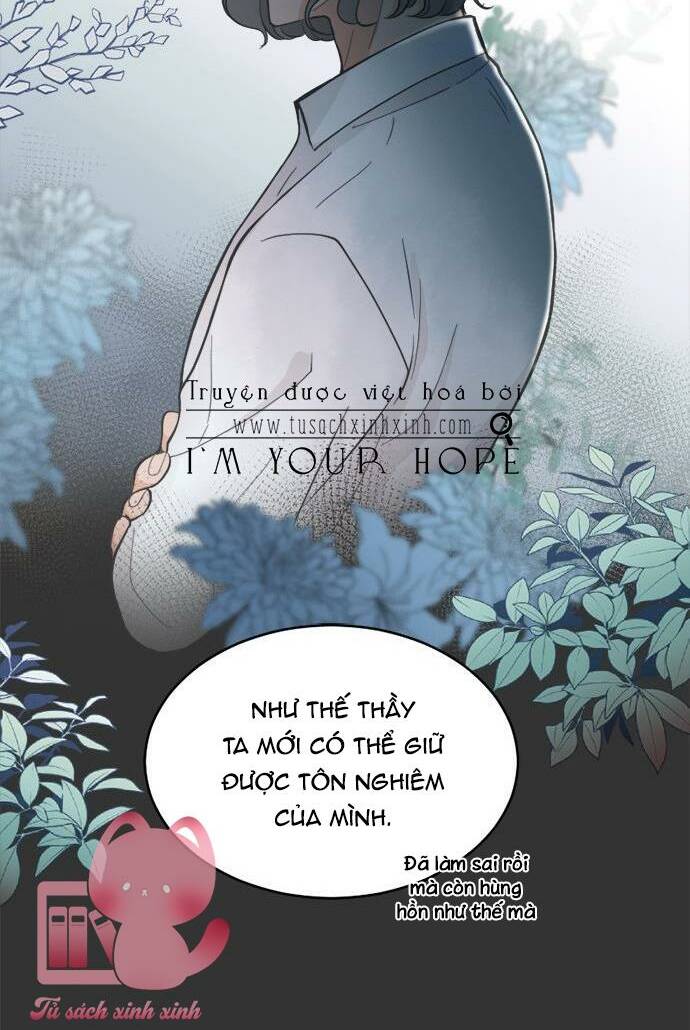 Truyện được việt hoá bởi
www.tusachxinhxinh.com
I'M YOUR HOPE
NHƯ THẾ THẦY
TA MỚI CÓ THỂ GIỮ
ĐƯỢC TÔN NGHIÊM
CỦA MÌNH.
Đã làm sai rồi
mà còn hùng
hồn như thế mà
Tủ sách xinh xinh